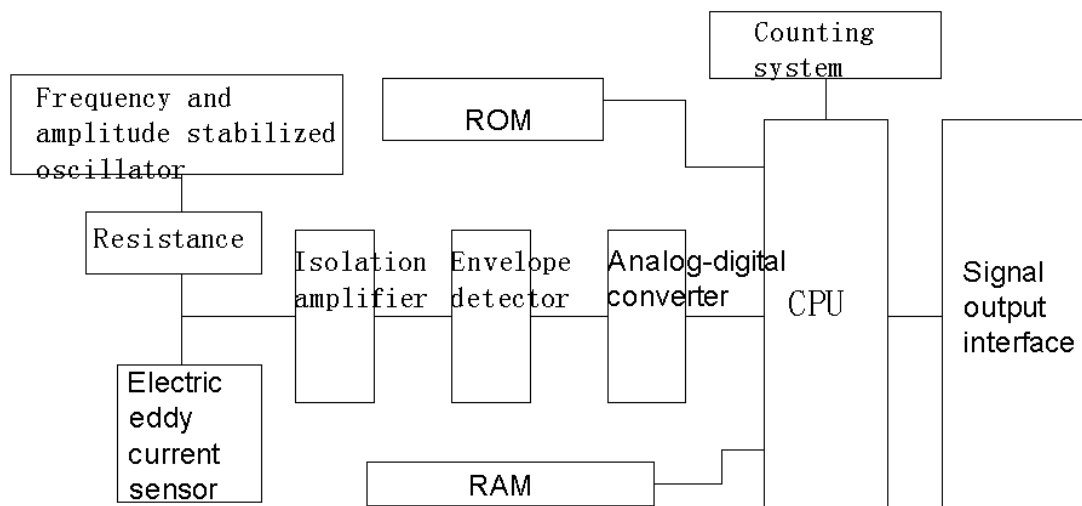 Counting
system
Frequency and
amplitude stabilized
oscillator
ROM
Resistance
Isolation
amplifier
Envelope
detector
Analog-digital
converter
CPU
Signal
output
interface
Electric
eddy
current
sensor
RAM